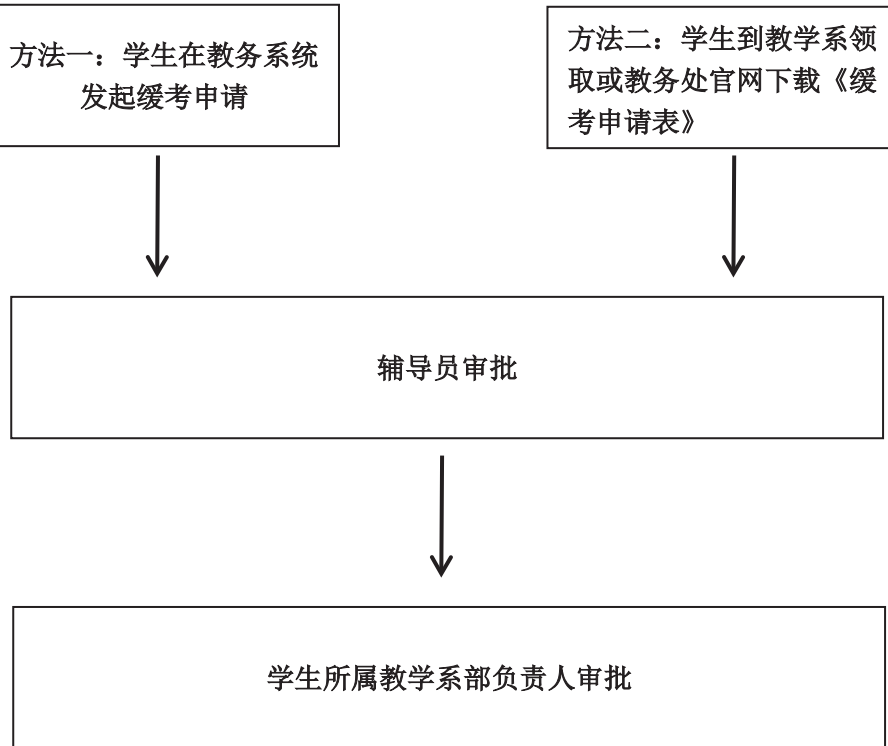 方法一：学生在教务系统
发起缓考申请
方法二：学生到教学系领
取或教务处官网下载《缓
考申请表》
辅导员审批
学生所属教学系部负责人审批